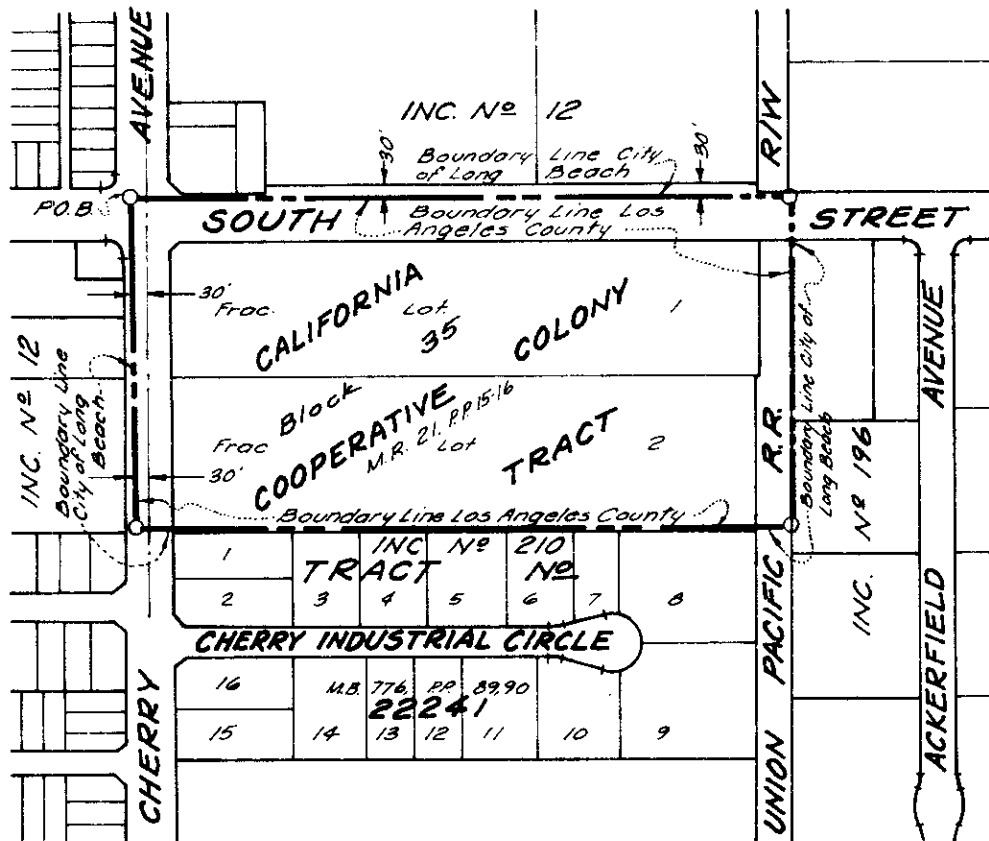 AVENUE
INC. Nº 12
R/W
30'
Boundary Line City
of Long Beach
30'
P.O.B.
SOUTH
Boundary Line Los
Angeles County
STREET
30'
Frac.
CALIFORNIA
Lot
35
COLONY
1
INC. Nº 12
Boundary Line
City of Long
Beach
Block
Frac
COOPERATIVE
M.R. 21, P.P. 15-16
Lot
TRACT
2
30'
R.R.
Boundary Line City of
Long Beach
AVENUE
INC. Nº 196
Boundary Line Los Angeles County
INC Nº 210
TRACT Nº
1
2
3
4
5
6
7
8
CHERRY INDUSTRIAL CIRCLE
16
M.B. 776, P.P. 89,90
22241
15
14
13
12
11
10
9
CHERRY
UNION PACIFIC
ACKERFIELD